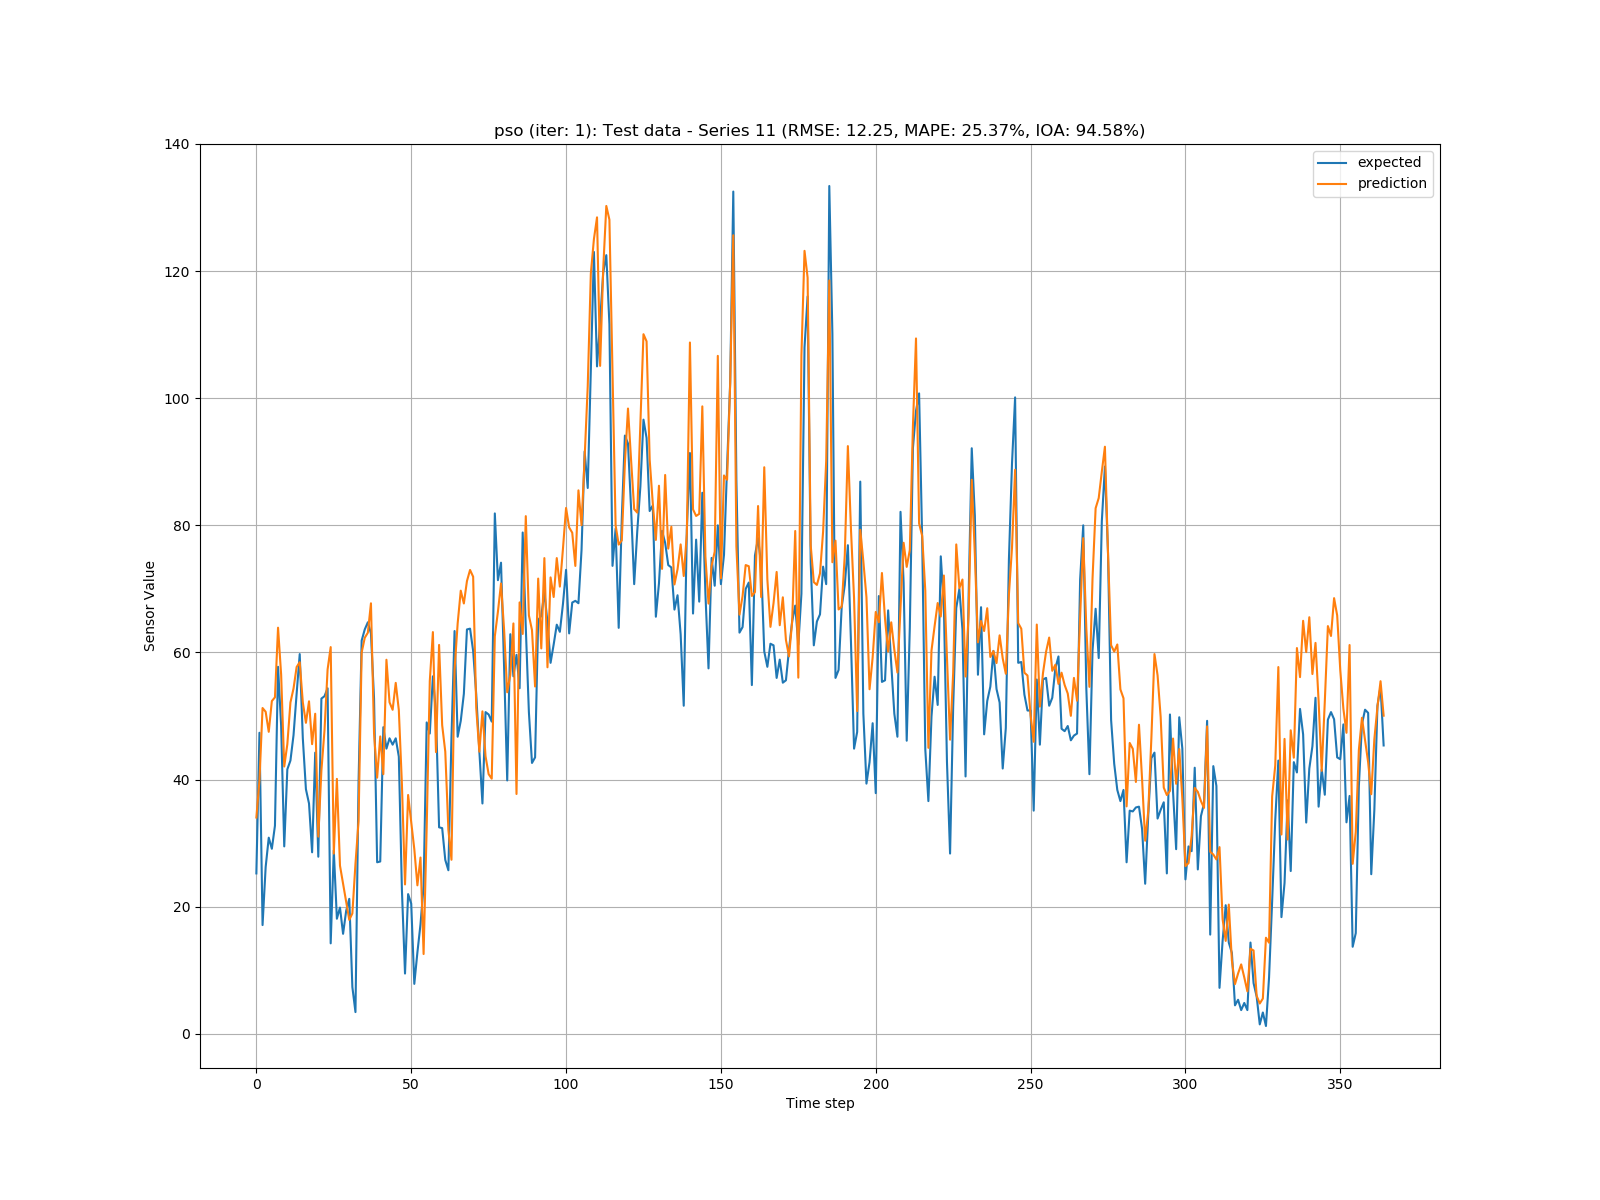 pso (iter: 1): Test data - Series 11 (RMSE: 12.25, MAPE: 25.37%, IOA: 94.58%)
expected
prediction
140
120
100
80
60
40
20
0
Sensor Value
0 50 100 150 200 250 300 350
Time step